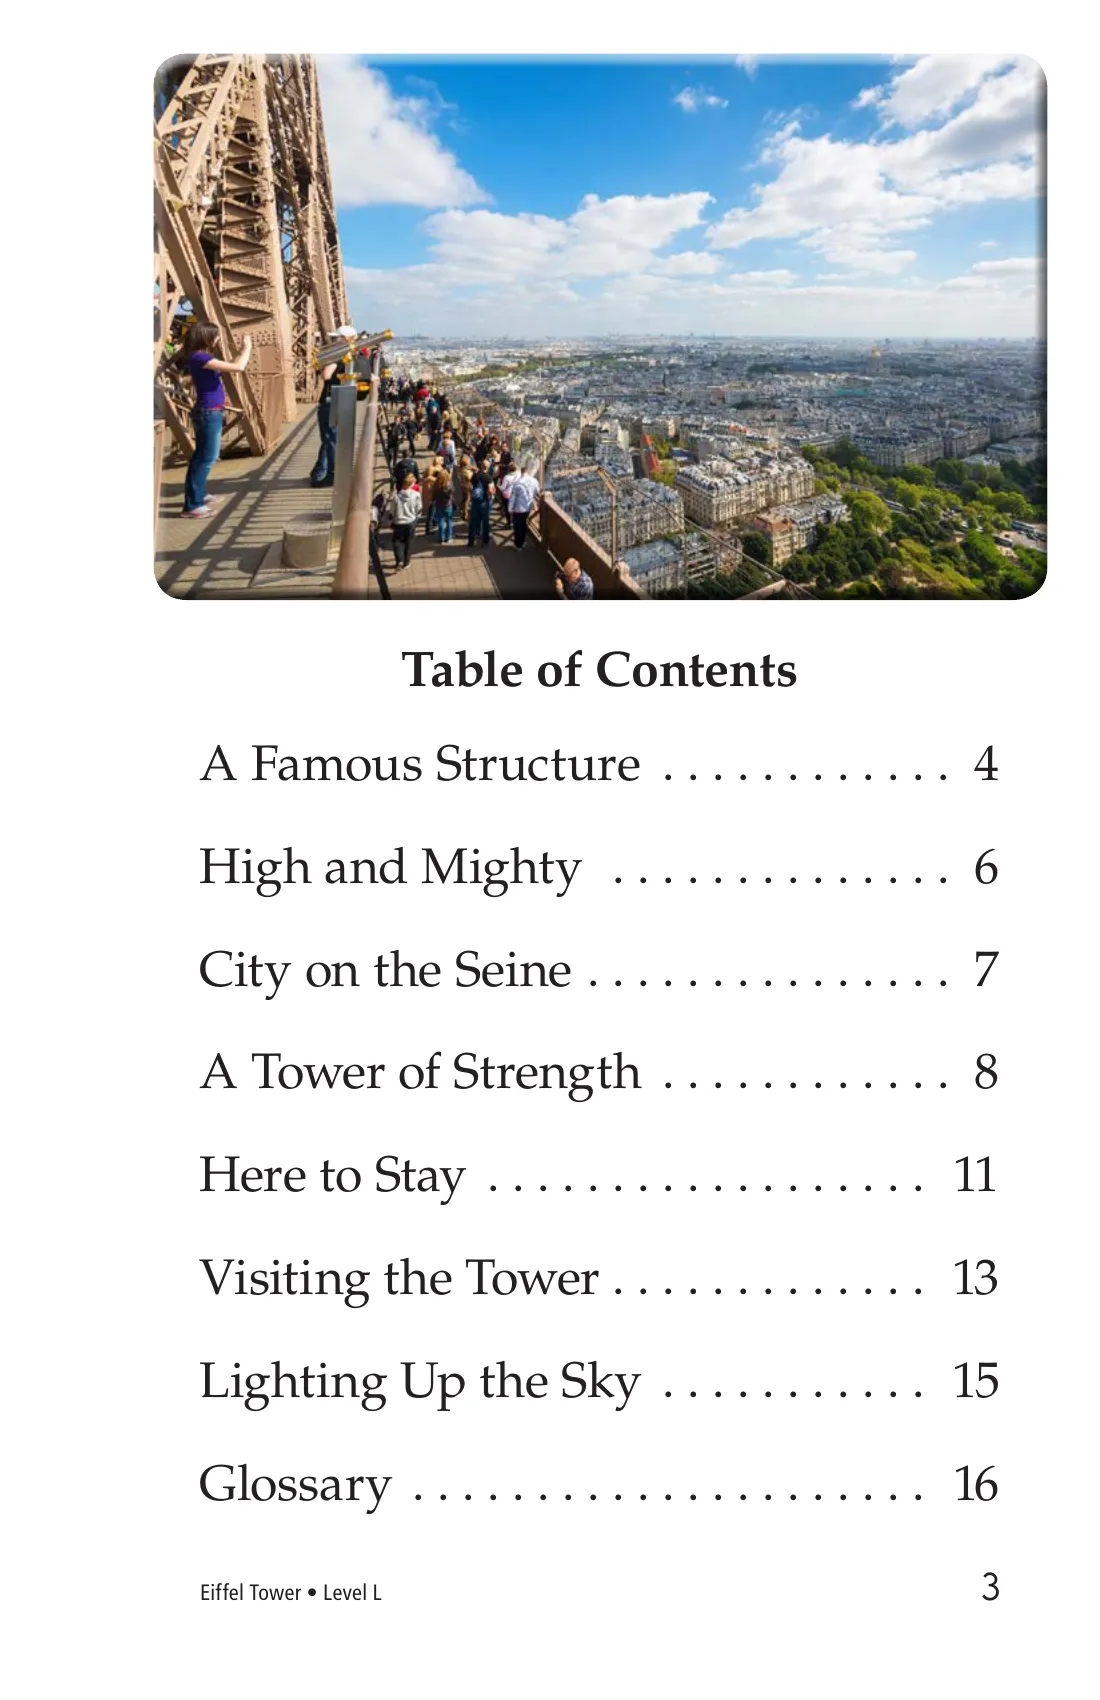 Table of Contents
A Famous Structure . . . . . . . . . . . . 4
High and Mighty . . . . . . . . . . . . . . 6
City on the Seine . . . . . . . . . . . . . . . 7
A Tower of Strength . . . . . . . . . . . . 8
Here to Stay . . . . . . . . . . . . . . . . . . 11
Visiting the Tower . . . . . . . . . . . . . 13
Lighting Up the Sky . . . . . . . . . . . 15
Glossary . . . . . . . . . . . . . . . . . . . . . 16
Eiffel Tower • Level L 3